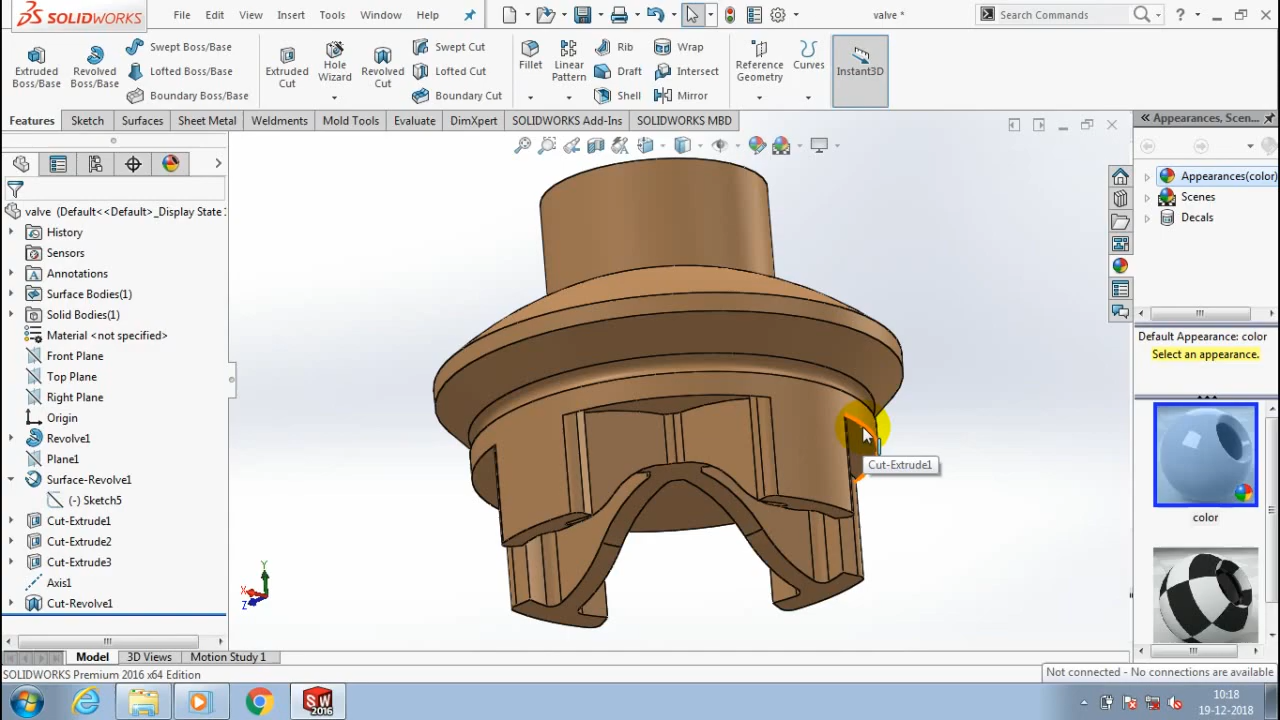 SOLIDWORKS File Edit View Insert Tools Toolbox Window Help valve * Search Commands ?
Extruded Boss/Base
Revolved Boss/Base
Swept Boss/Base
Lofted Boss/Base
Boundary Boss/Base
Extruded Cut
Hole Wizard
Revolved Cut
Swept Cut
Lofted Cut
Boundary Cut
Fillet
Linear Pattern
Rib
Draft
Shell
Wrap
Intersect
Mirror
Reference Geometry
Curves
Instant3D
Features Sketch Surfaces Sheet Metal Weldments Mold Tools Evaluate DimXpert SOLIDWORKS Add-Ins SOLIDWORKS MBD
Appearances, Scen...
valve (Default<<Default>_Display State
History
Sensors
Annotations
Surface Bodies(1)
Solid Bodies(1)
Material <not specified>
Front Plane
Top Plane
Right Plane
Origin
Revolve1
Plane1
Surface-Revolve1
(-) Sketch5
Cut-Extrude1
Cut-Extrude2
Cut-Extrude3
Axis1
Cut-Revolve1
Cut-Extrude1
Y
X
Z
Appearances(color)
Scenes
Decals
Default Appearance: color
Select an appearance.
color
Model 3D Views Motion Study 1
SOLIDWORKS Premium 2016 x64 Edition
Not connected - No connections are available
SW
2016
10:18
19-12-2018